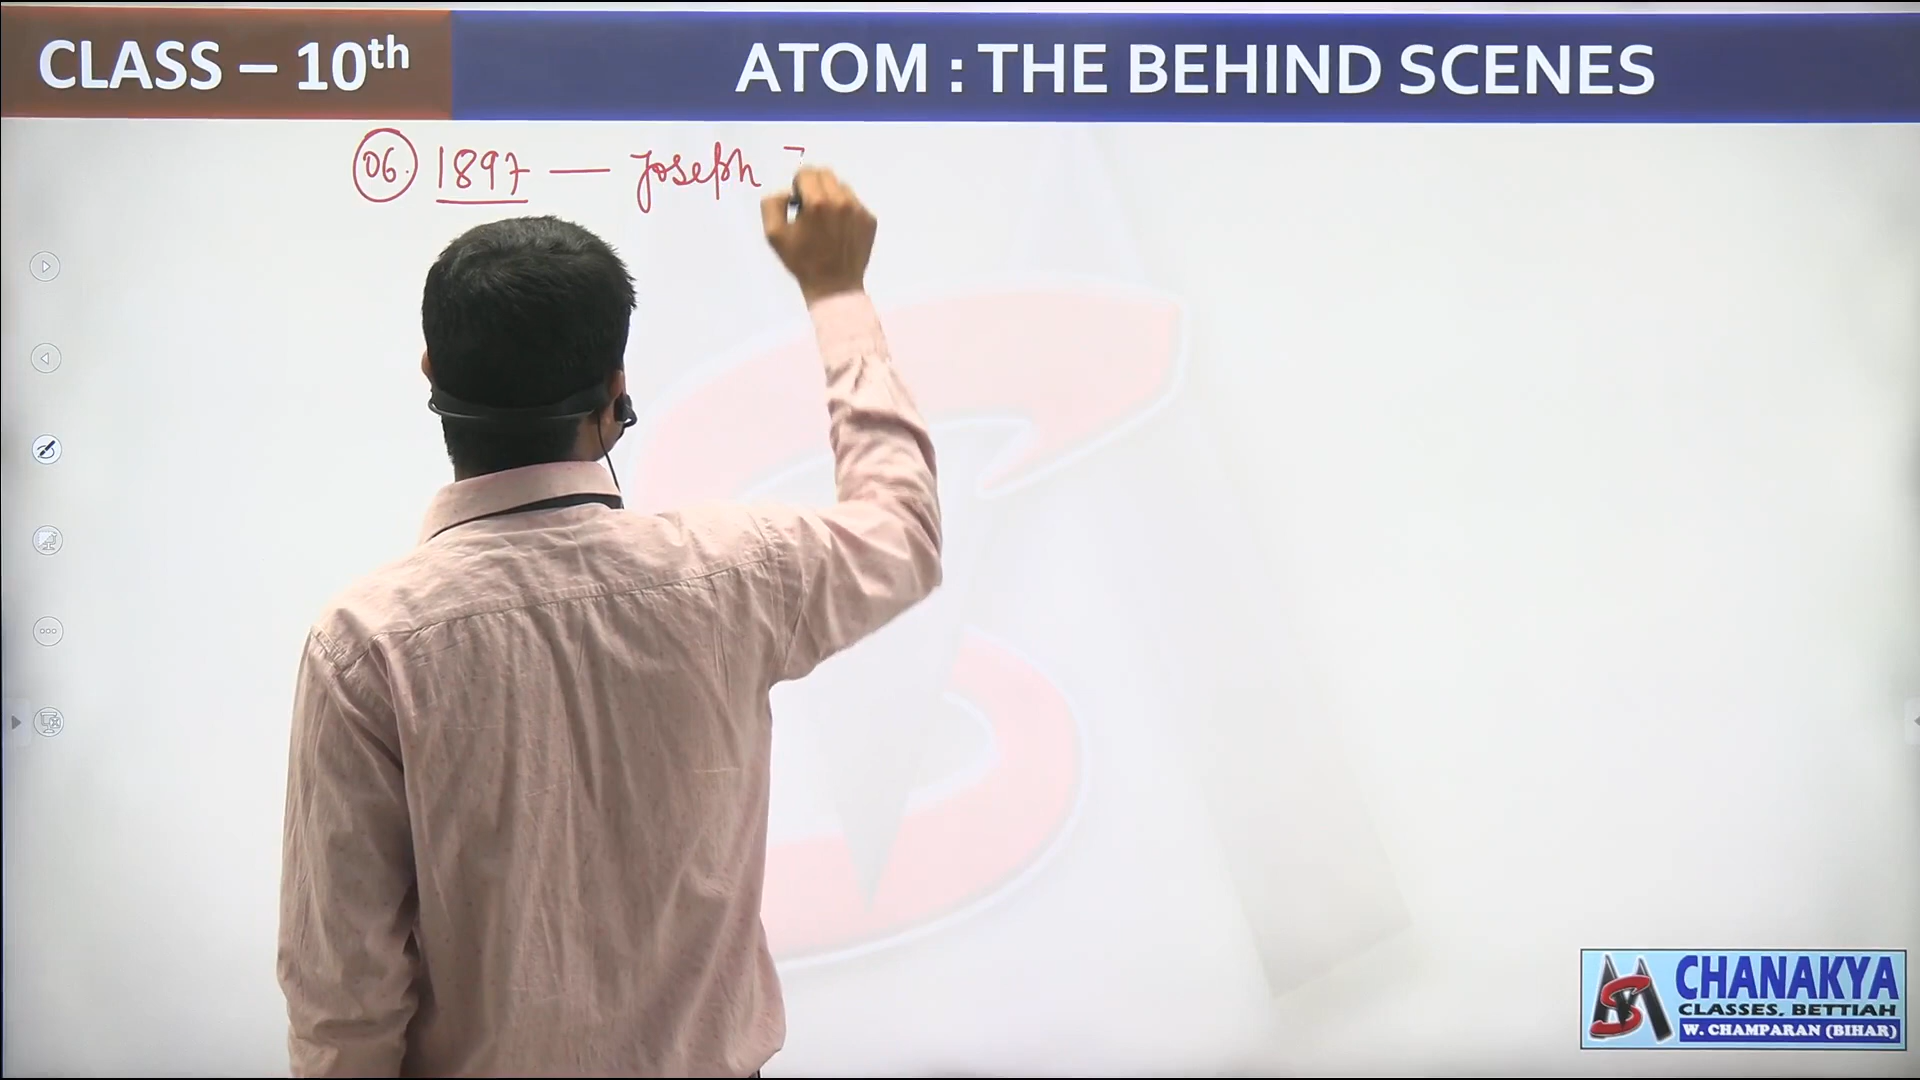 CLASS – 10th
ATOM : THE BEHIND SCENES
06. 1897 — Joseph
CHANAKYA
CLASSES, BETTIAH
W. CHAMPARAN (BIHAR)